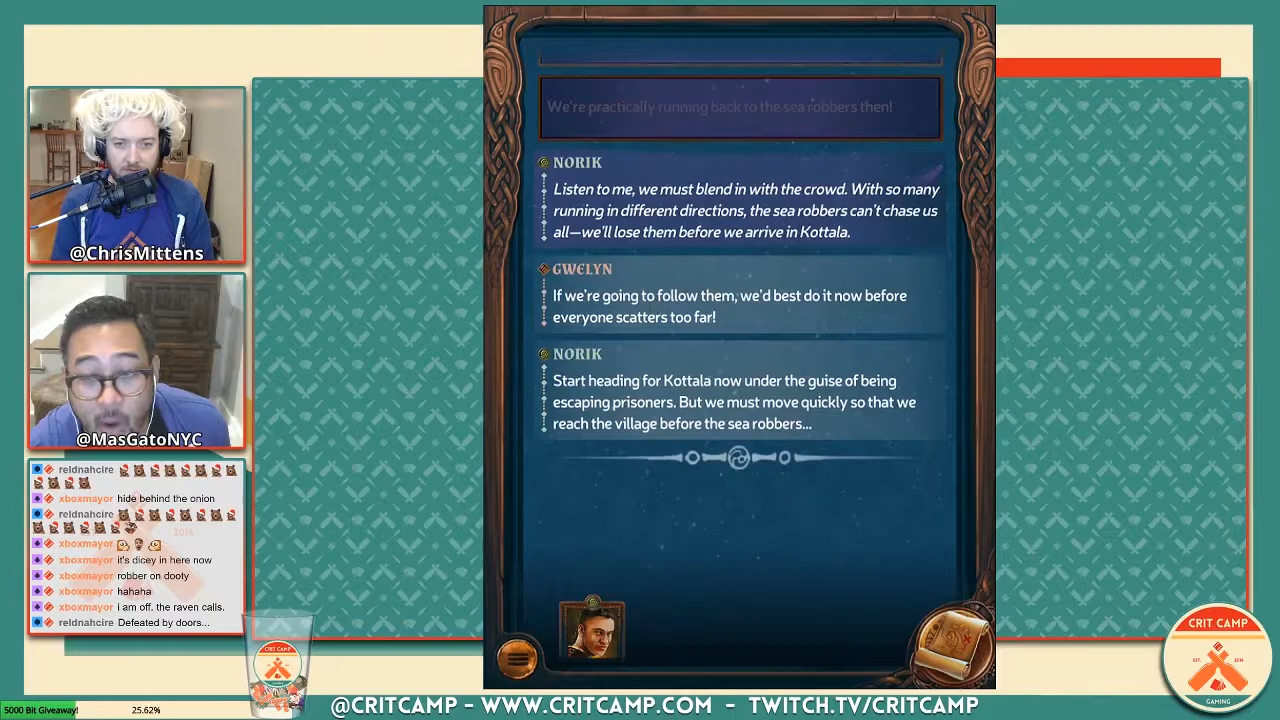 We're practically running back to the sea robbers then!
NORIK
Listen to me, we must blend in with the crowd. With so many
running in different directions, the sea robbers can't chase us
all—we'll lose them before we arrive in Kottala.
GWELYN
If we're going to follow them, we'd best do it now before
everyone scatters too far!
NORIK
Start heading for Kottala now under the guise of being
escaping prisoners. But we must move quickly so that we
reach the village before the sea robbers...
@ChrisMittens
@MasGatoNYC
reldnahcire
xboxmayor hide behind the onion
reldnahcire
2016
xboxmayor
xboxmayor it's dicey in here now
xboxmayor robber on dooty
xboxmayor hahaha
xboxmayor i am off. the raven calls.
reldnahcire Defeated by doors...
CRIT CAMP
CRIT CAMP
EST. 2016
GAMING
5000 Bit Giveaway! 25.62%
@CRITCAMP - WWW.CRITCAMP.COM - TWITCH.TV/CRITCAMP